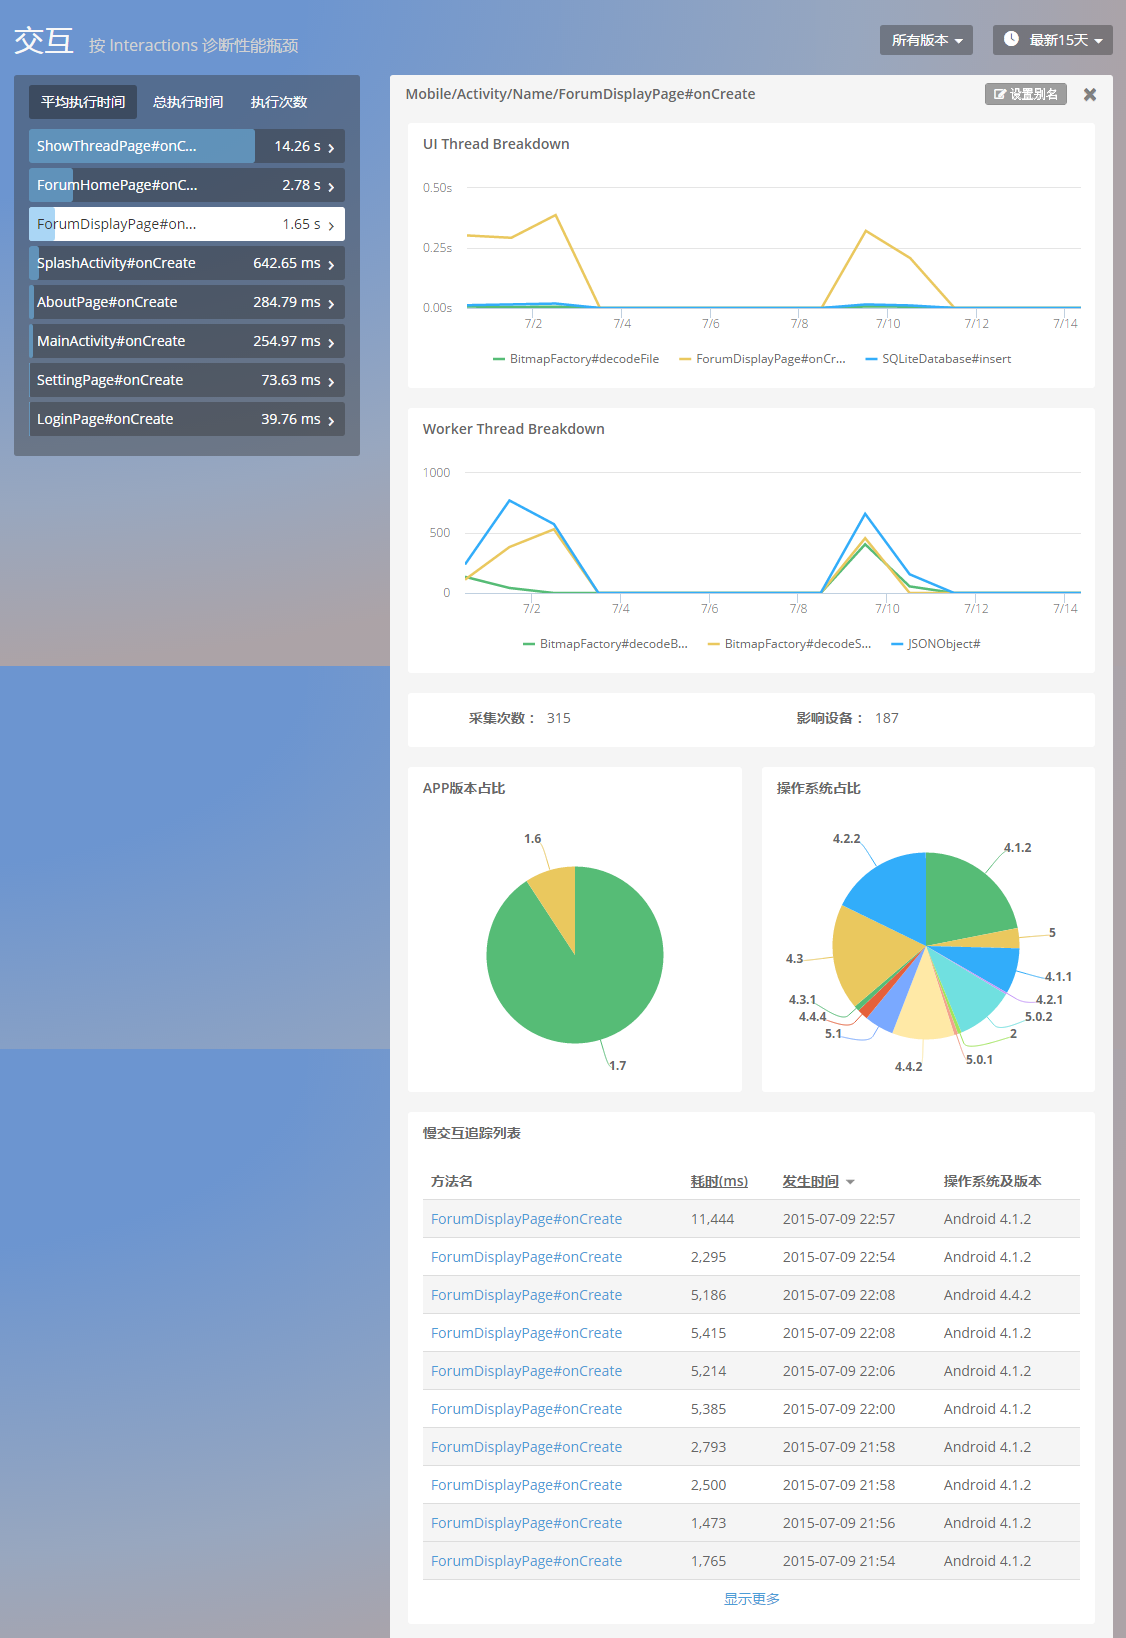 交互 按 Interactions 诊断性能瓶颈
所有版本
最新15天
平均执行时间 总执行时间 执行次数
ShowThreadPage#onC... 14.26 s
ForumHomePage#onC... 2.78 s
ForumDisplayPage#on... 1.65 s
SplashActivity#onCreate 642.65 ms
AboutPage#onCreate 284.79 ms
MainActivity#onCreate 254.97 ms
SettingPage#onCreate 73.63 ms
LoginPage#onCreate 39.76 ms
Mobile/Activity/Name/ForumDisplayPage#onCreate
设置别名
UI Thread Breakdown
0.50s
0.25s
0.00s
7/2 7/4 7/6 7/8 7/10 7/12 7/14
BitmapFactory#decodeFile ForumDisplayPage#onCr... SQLiteDatabase#insert
Worker Thread Breakdown
1000
500
0
7/2 7/4 7/6 7/8 7/10 7/12 7/14
BitmapFactory#decodeB... BitmapFactory#decodeS... JSONObject#
采集次数： 315 影响设备： 187
APP版本占比
1.6
1.7
操作系统占比
4.2.2
4.1.2
5
4.3
4.1.1
4.3.1
4.2.1
4.4.4
5.0.2
5.1
2
4.4.2
5.0.1
慢交互追踪列表
方法名 耗时(ms) 发生时间 操作系统及版本
ForumDisplayPage#onCreate 11,444 2015-07-09 22:57 Android 4.1.2
ForumDisplayPage#onCreate 2,295 2015-07-09 22:54 Android 4.1.2
ForumDisplayPage#onCreate 5,186 2015-07-09 22:08 Android 4.4.2
ForumDisplayPage#onCreate 5,415 2015-07-09 22:08 Android 4.1.2
ForumDisplayPage#onCreate 5,214 2015-07-09 22:06 Android 4.1.2
ForumDisplayPage#onCreate 5,385 2015-07-09 22:00 Android 4.1.2
ForumDisplayPage#onCreate 2,793 2015-07-09 21:58 Android 4.1.2
ForumDisplayPage#onCreate 2,500 2015-07-09 21:58 Android 4.1.2
ForumDisplayPage#onCreate 1,473 2015-07-09 21:56 Android 4.1.2
ForumDisplayPage#onCreate 1,765 2015-07-09 21:54 Android 4.1.2
显示更多